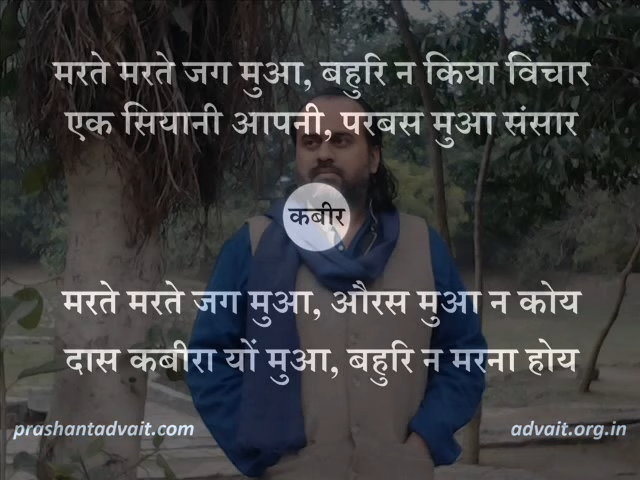 मरते मरते जग मुआ, बहुरि न किया विचार
एक सियानी आपनी, परबस मुआ संसार
कबीर
मरते मरते जग मुआ, औरस मुआ न कोय
दास कबीरा यों मुआ, बहुरि न मरना होय
prashantadvait.com
advait.org.in